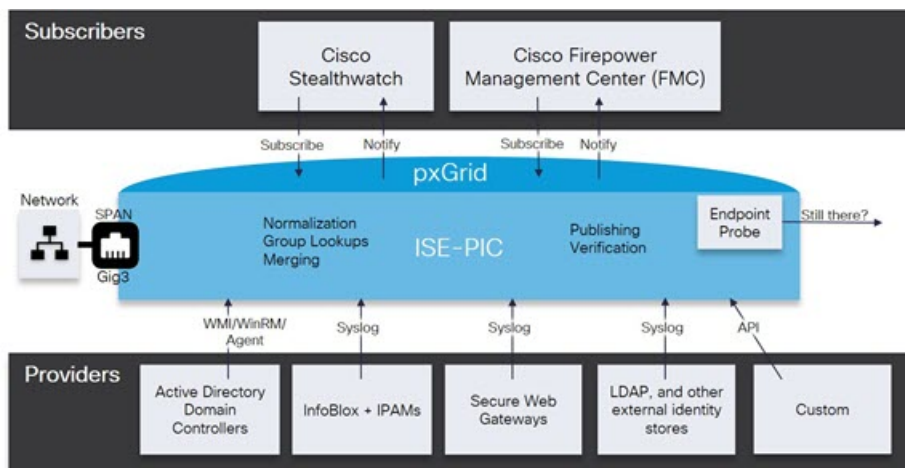 Subscribers
Cisco
Stealthwatch
Cisco Firepower
Management Center (FMC)
Subscribe
Notify
Subscribe
Notify
pxGrid
Network
SPAN
Gig3
Normalization
Group Lookups
Merging
ISE-PIC
Publishing
Verification
Endpoint
Probe
Still there?
WMI/WinRM/
Agent
Syslog
Syslog
Syslog
API
Providers
Active Directory
Domain
Controllers
InfoBlox + IPAMs
Secure Web
Gateways
LDAP, and other
external identity
stores
Custom